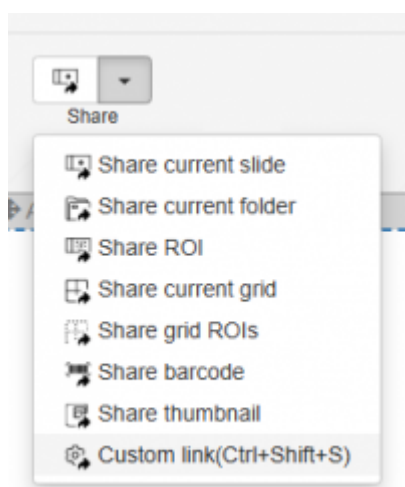 Share
Share current slide
Share current folder
Share ROI
Share current grid
Share grid ROIs
Share barcode
Share thumbnail
Custom link(Ctrl+Shift+S)